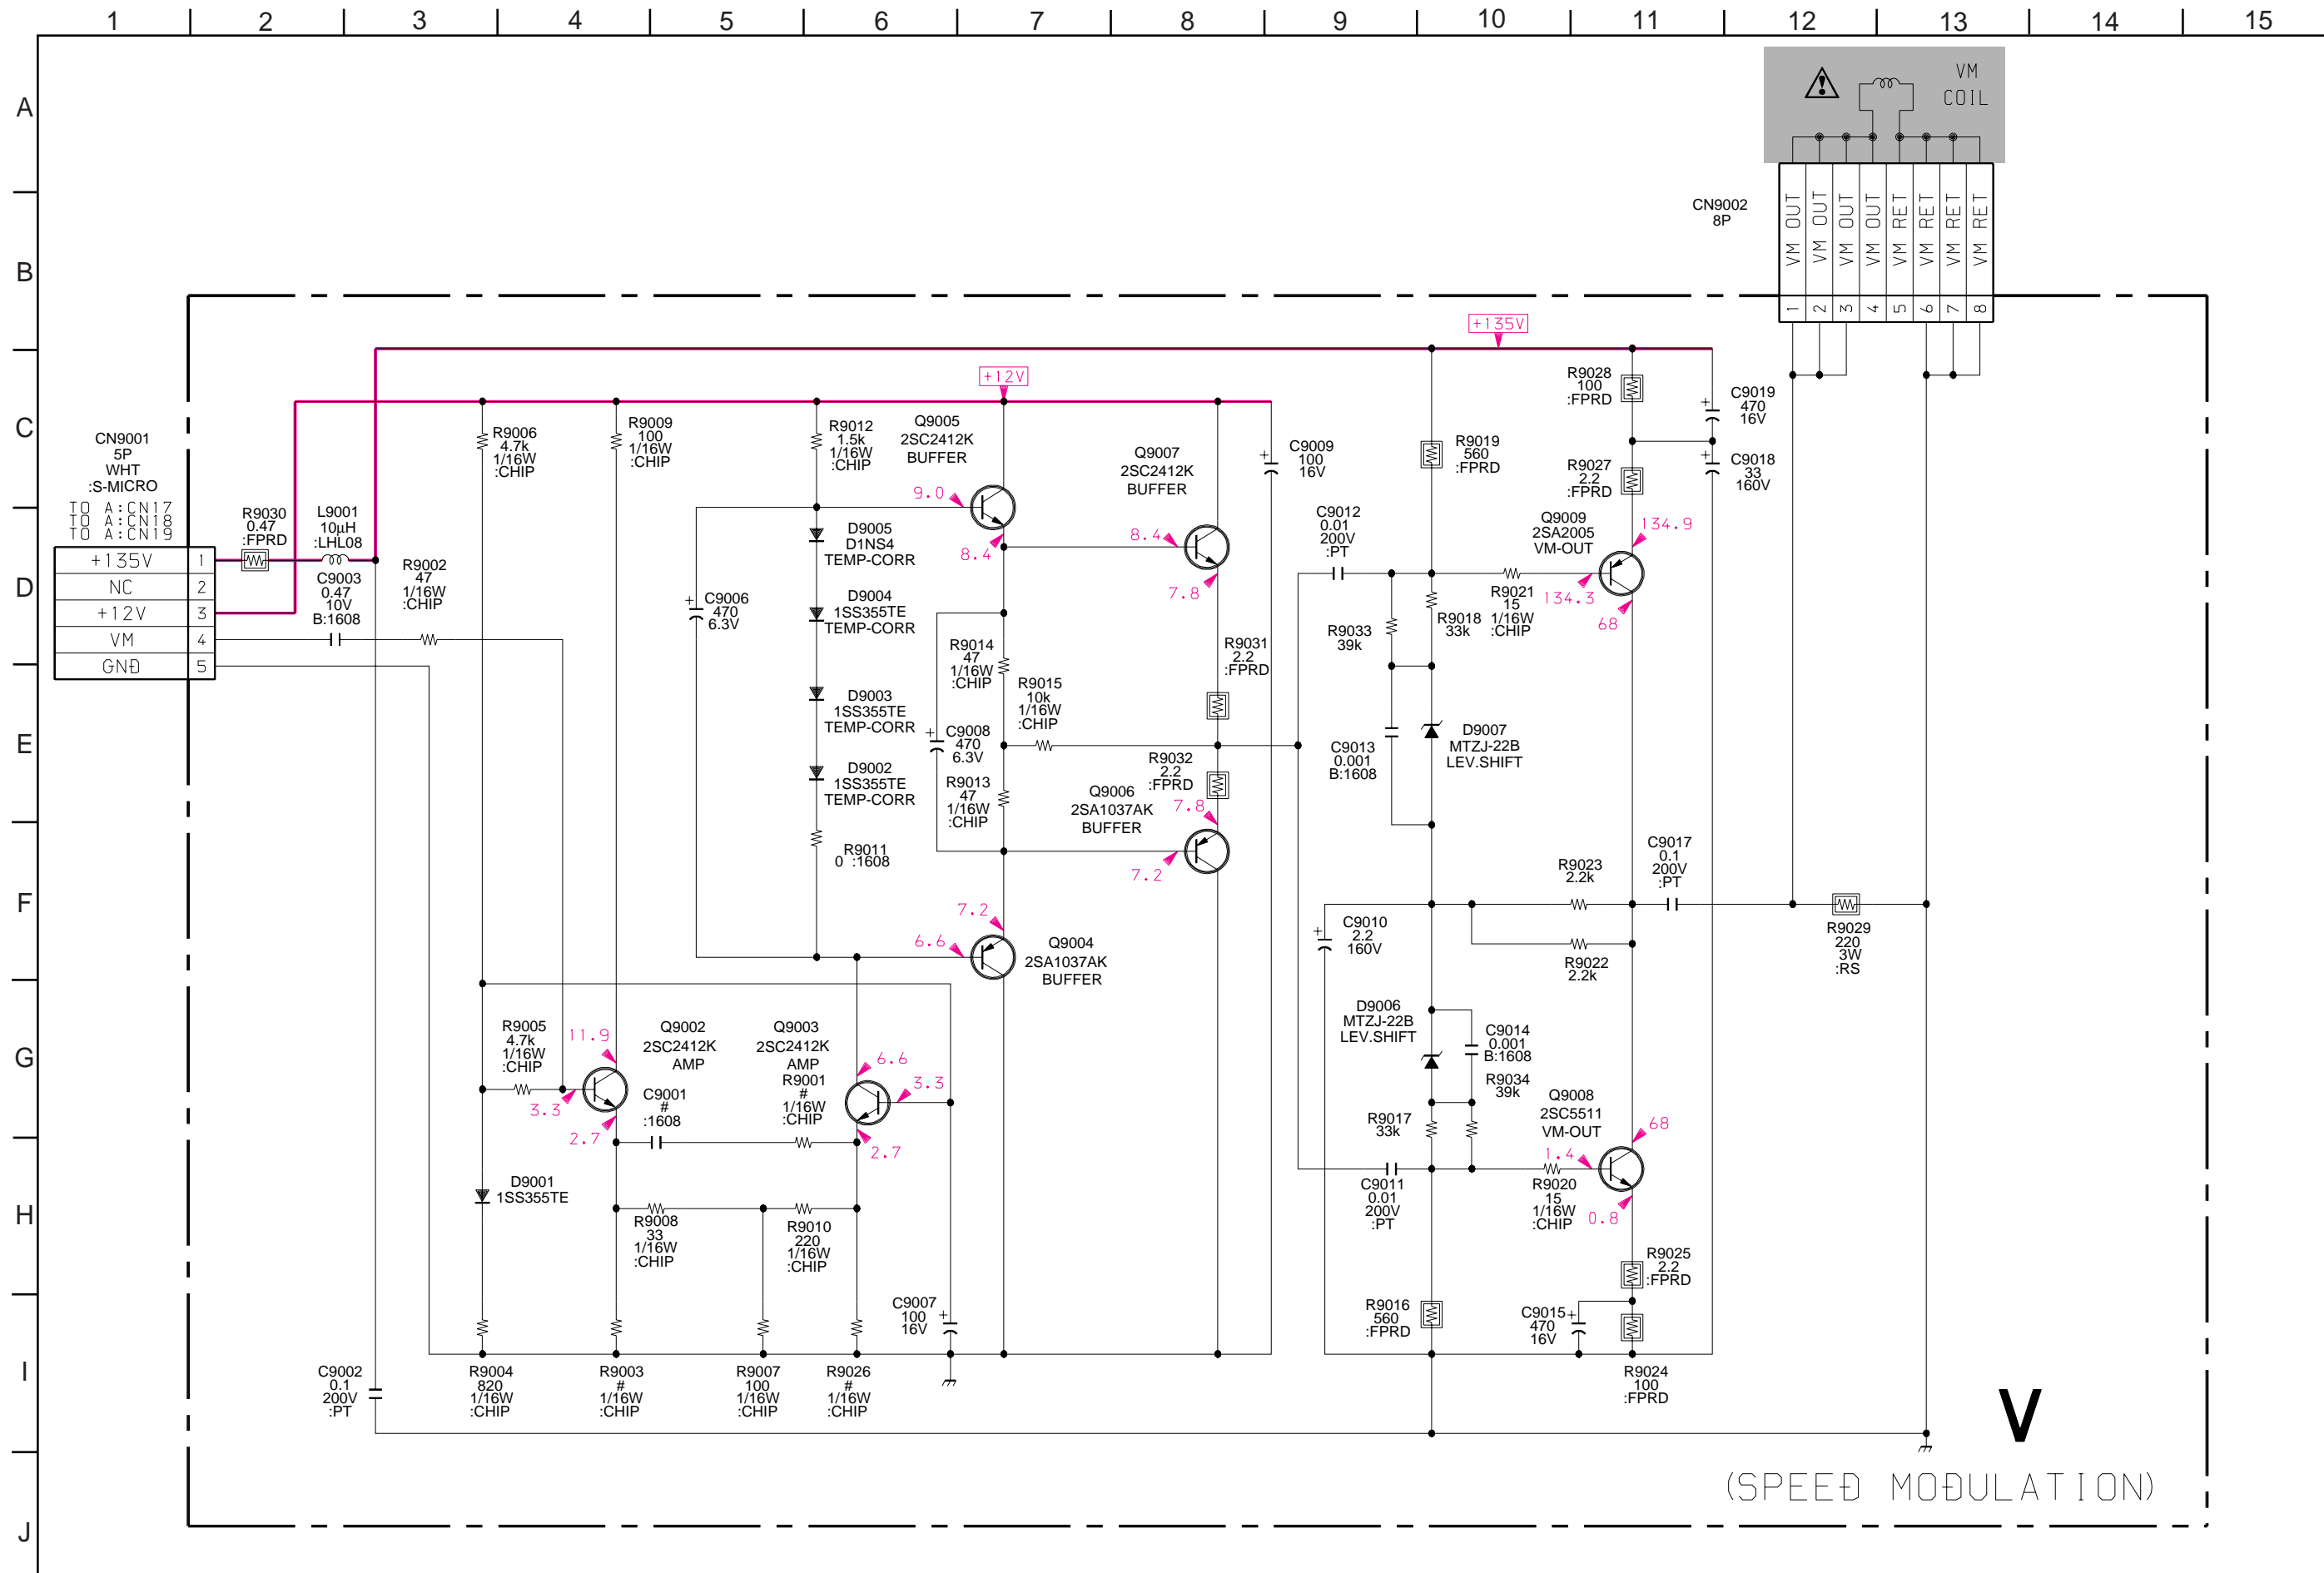 1 2 3 4 5 6 7 8 9 10 11 12 13 14 15
A
B
C
D
E
F
G
H
I
J
VM
COIL
CN9002
8P
VM OUT
VM OUT
VM OUT
VM OUT
VM RET
VM RET
VM RET
VM RET
1 2 3 4 5 6 7 8
+135V
+12V
CN9001
5P
WHT
:S-MICRO
TO A:CN17
TO A:CN18
TO A:CN19
+135V 1
NC 2
+12V 3
VM 4
GND 5
R9030
0.47
:FPRD
L9001
10µH
:LHL08
C9003
0.47
10V
B:1608
R9002
47
1/16W
:CHIP
R9006
4.7k
1/16W
:CHIP
R9009
100
1/16W
:CHIP
R9012
1.5k
1/16W
:CHIP
Q9005
2SC2412K
BUFFER
9.0
8.4
Q9007
2SC2412K
BUFFER
8.4
7.8
C9009
100
16V
+
C9006
470
6.3V
+
D9005
D1NS4
TEMP-CORR
D9004
1SS355TE
TEMP-CORR
D9003
1SS355TE
TEMP-CORR
D9002
1SS355TE
TEMP-CORR
R9011
0 :1608
R9014
47
1/16W
:CHIP
R9015
10k
1/16W
:CHIP
C9008
470
6.3V
+
R9013
47
1/16W
:CHIP
R9031
2.2
:FPRD
R9032
2.2
:FPRD
Q9006
2SA1037AK
BUFFER
7.8
7.2
7.2
6.6
Q9004
2SA1037AK
BUFFER
C9012
0.01
200V
:PT
R9019
560
:FPRD
R9028
100
:FPRD
R9027
2.2
:FPRD
C9019
470
16V
+
C9018
33
160V
+
Q9009
2SA2005
VM-OUT
134.9
134.3
68
R9021
15
1/16W
:CHIP
R9018
33k
R9033
39k
C9013
0.001
B:1608
D9007
MTZJ-22B
LEV.SHIFT
R9023
2.2k
R9022
2.2k
C9017
0.1
200V
:PT
R9029
220
3W
:RS
C9010
2.2
160V
+
D9006
MTZJ-22B
LEV.SHIFT
C9014
0.001
B:1608
R9034
39k
R9017
33k
Q9008
2SC5511
VM-OUT
68
1.4
0.8
C9011
0.01
200V
:PT
R9020
15
1/16W
:CHIP
R9025
2.2
:FPRD
R9016
560
:FPRD
C9015
470
16V
+
R9024
100
:FPRD
R9005
4.7k
1/16W
:CHIP
11.9
3.3
2.7
Q9002
2SC2412K
AMP
Q9003
2SC2412K
AMP
6.6
3.3
2.7
C9001
#
:1608
R9001
#
1/16W
:CHIP
D9001
1SS355TE
R9008
33
1/16W
:CHIP
R9010
220
1/16W
:CHIP
C9007
100
16V
+
C9002
0.1
200V
:PT
R9004
820
1/16W
:CHIP
R9003
#
1/16W
:CHIP
R9007
100
1/16W
:CHIP
R9026
#
1/16W
:CHIP
V
(SPEED MODULATION)